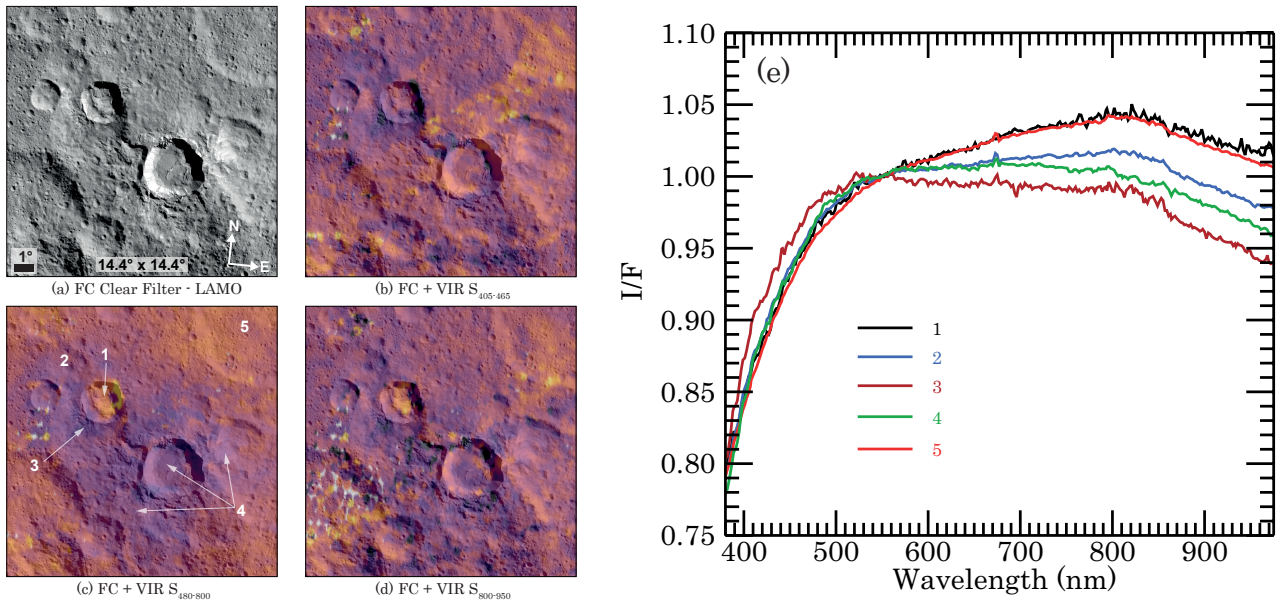 N
1°
14.4° x 14.4°
E
(a) FC Clear Filter - LAMO
(b) FC + VIR S405-465
5
2
1
3
4
(c) FC + VIR S480-800
(d) FC + VIR S800-950
(e)
1.10
1.05
1.00
0.95
0.90
0.85
0.80
0.75
I/F
1
2
3
4
5
400 500 600 700 800 900
Wavelength (nm)